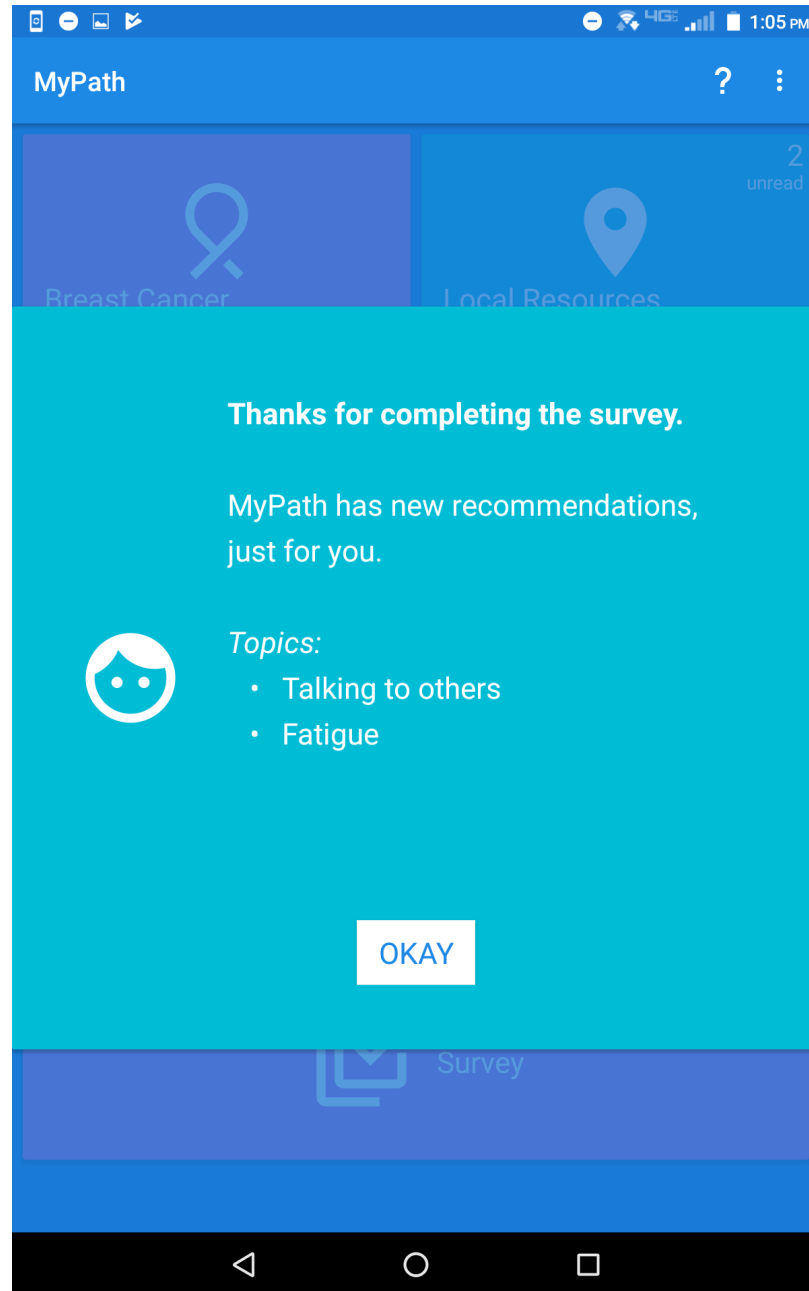 4GE 1:05 PM
MyPath ?
2
unread
Breast Cancer Local Resources
Thanks for completing the survey.
MyPath has new recommendations,
just for you.
Topics:
• Talking to others
• Fatigue
OKAY
Survey